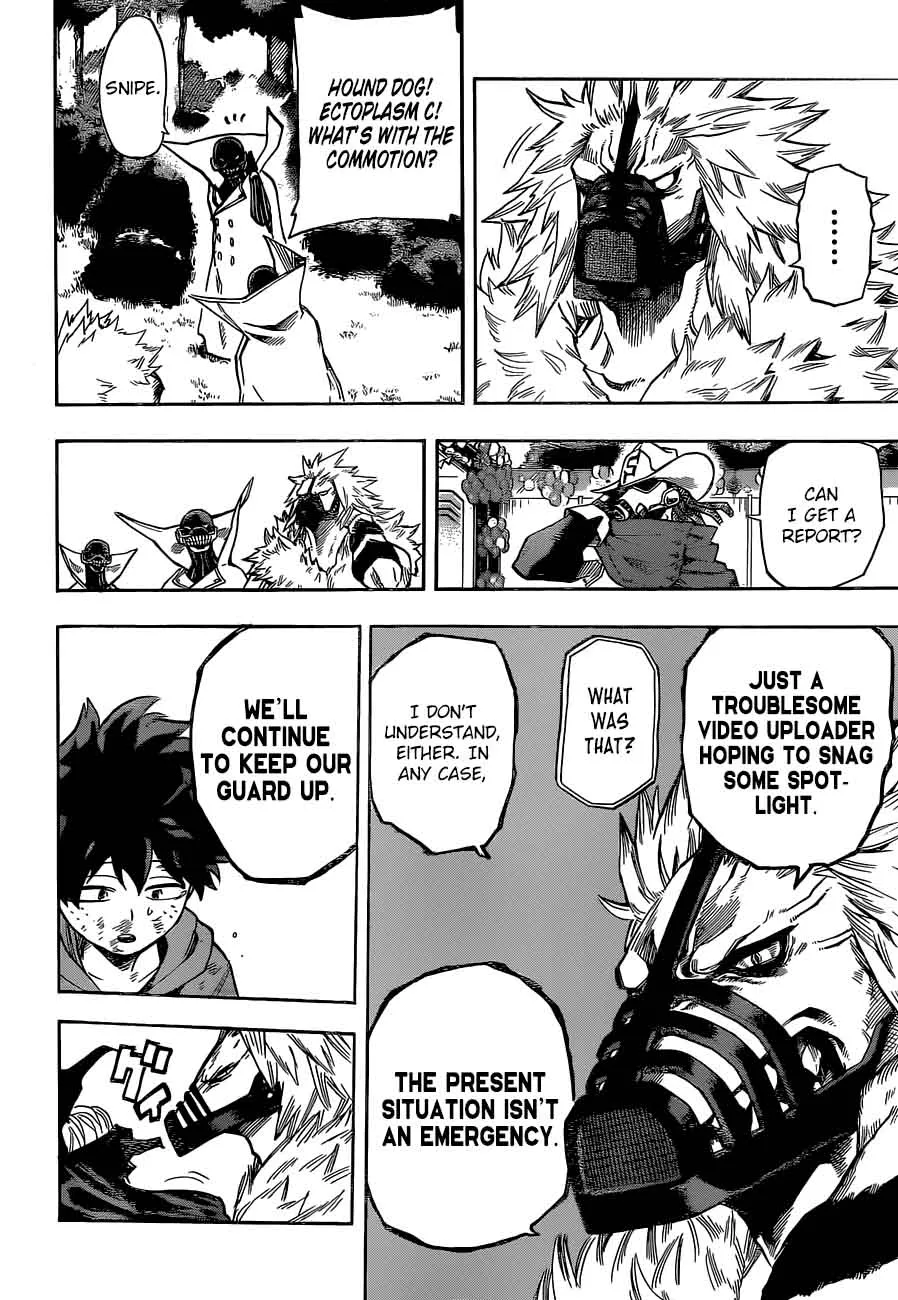 ......
HOUND DOG!
ECTOPLASM C!
WHAT'S WITH THE
COMMOTION?
SNIPE.
S
CAN
I GET A
REPORT?
JUST A
TROUBLESOME
VIDEO UPLOADER
HOPING TO SNAG
SOME SPOT-
LIGHT.
WHAT
WAS
THAT?
I DON'T
UNDERSTAND,
EITHER. IN
ANY CASE,
THE PRESENT
SITUATION ISN'T
AN EMERGENCY.
WE'LL
CONTINUE
TO KEEP OUR
GUARD UP.
グイ